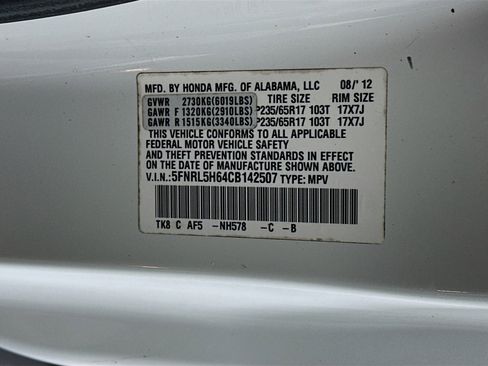 MFD. BY HONDA MFG. OF ALABAMA, LLC 08/'12
TIRE SIZE RIM SIZE
GVWR 2730KG(6019LBS)
GAWR F 1320KG(2910LBS) P235/65R17 103T 17X7J
GAWR R 1515KG(3340LBS) P235/65R17 103T 17X7J
THIS VEHICLE CONFORMS TO ALL APPLICABLE
FEDERAL MOTOR VEHICLE SAFETY
AND THEFT PREVENTION STANDARDS IN EFFECT
ON THE DATE OF MANUFACTURE SHOWN ABOVE.
V.I.N.: 5FNRL5H64CB142507 TYPE: MPV
TK8 C AF5 -NH578 -C -B